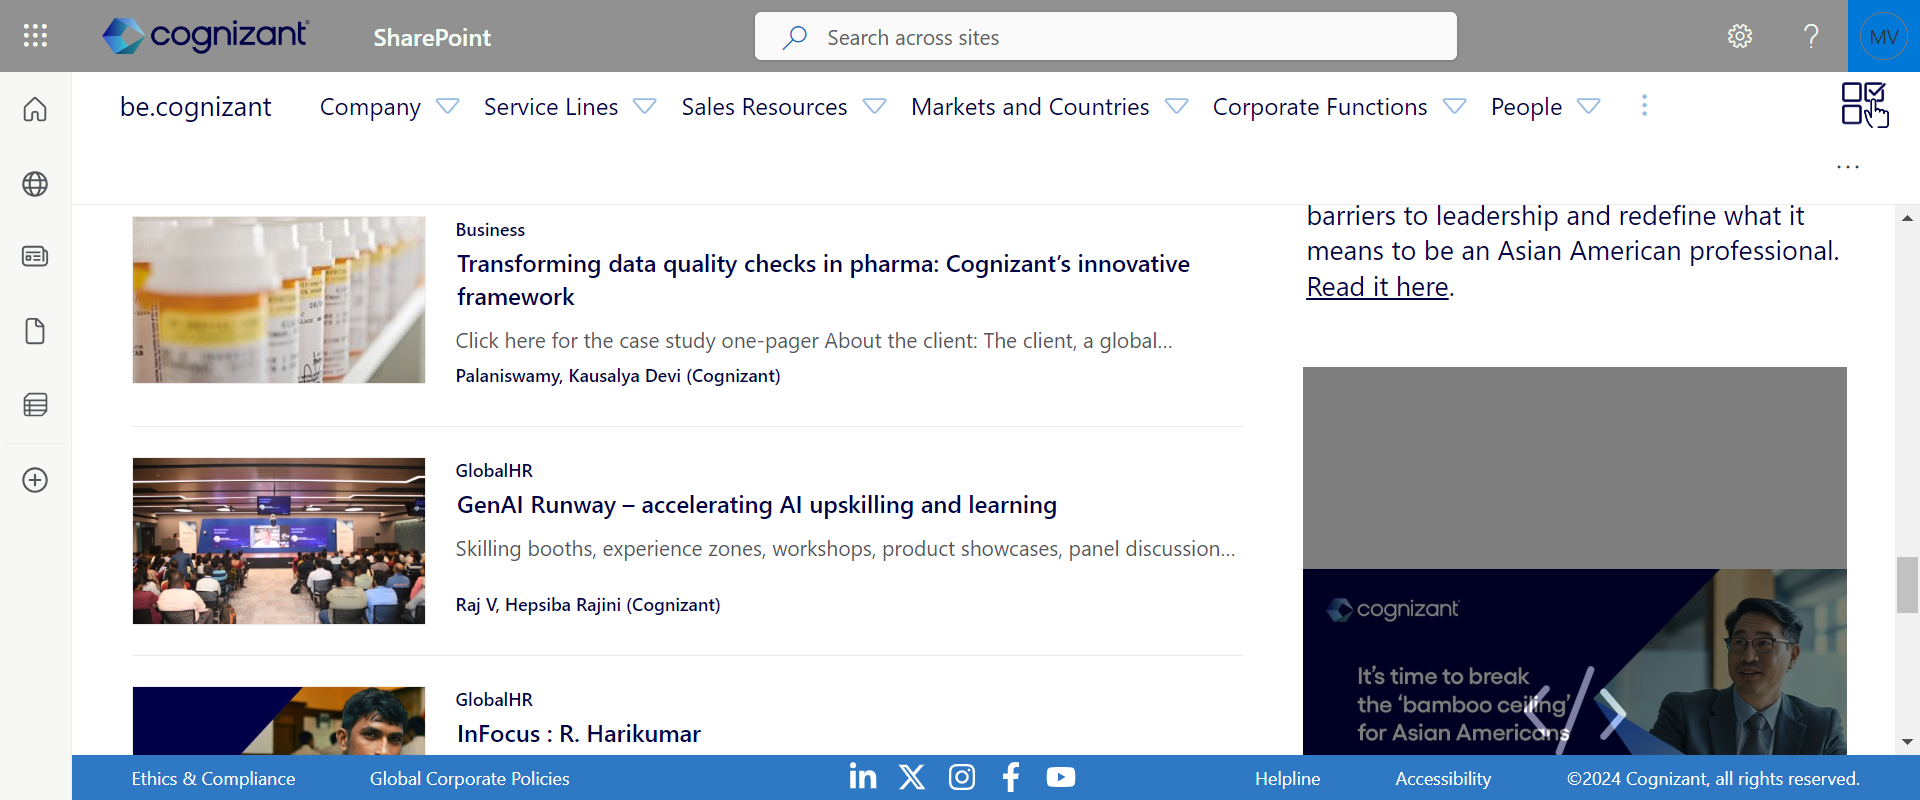 cognizant
SharePoint
Search across sites
MV
be.cognizant
Company
Service Lines
Sales Resources
Markets and Countries
Corporate Functions
People
Business
Transforming data quality checks in pharma: Cognizant’s innovative
framework
Click here for the case study one-pager About the client: The client, a global...
Palaniswamy, Kausalya Devi (Cognizant)
GlobalHR
GenAI Runway – accelerating AI upskilling and learning
Skilling booths, experience zones, workshops, product showcases, panel discussion...
Raj V, Hepsiba Rajini (Cognizant)
GlobalHR
InFocus : R. Harikumar
barriers to leadership and redefine what it
means to be an Asian American professional.
Read it here.
cognizant
It’s time to break
the ‘bamboo ceiling’
for Asian Americans
Ethics & Compliance
Global Corporate Policies
Helpline
Accessibility
©2024 Cognizant, all rights reserved.